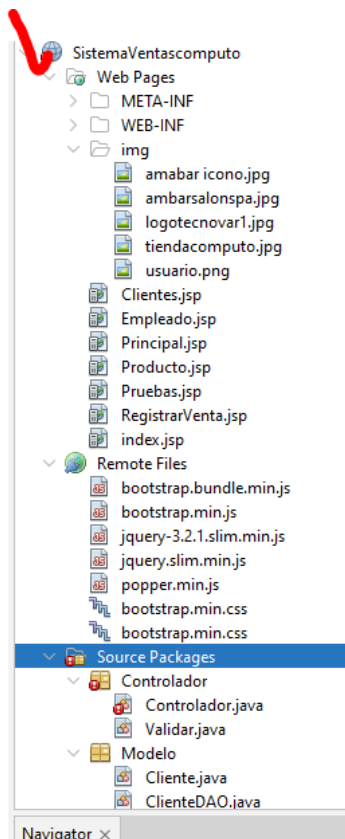 SistemaVentascomputo
Web Pages
META-INF
WEB-INF
img
amabar icono.jpg
ambarsalonspa.jpg
logotecnovar1.jpg
tiendacomputo.jpg
usuario.png
Clientes.jsp
Empleado.jsp
Principal.jsp
Producto.jsp
Pruebas.jsp
RegistrarVenta.jsp
index.jsp
Remote Files
bootstrap.bundle.min.js
bootstrap.min.js
jquery-3.2.1.slim.min.js
jquery.slim.min.js
popper.min.js
bootstrap.min.css
bootstrap.min.css
Source Packages
Controlador
Controlador.java
Validar.java
Modelo
Cliente.java
ClienteDAO.java
Navigator ×